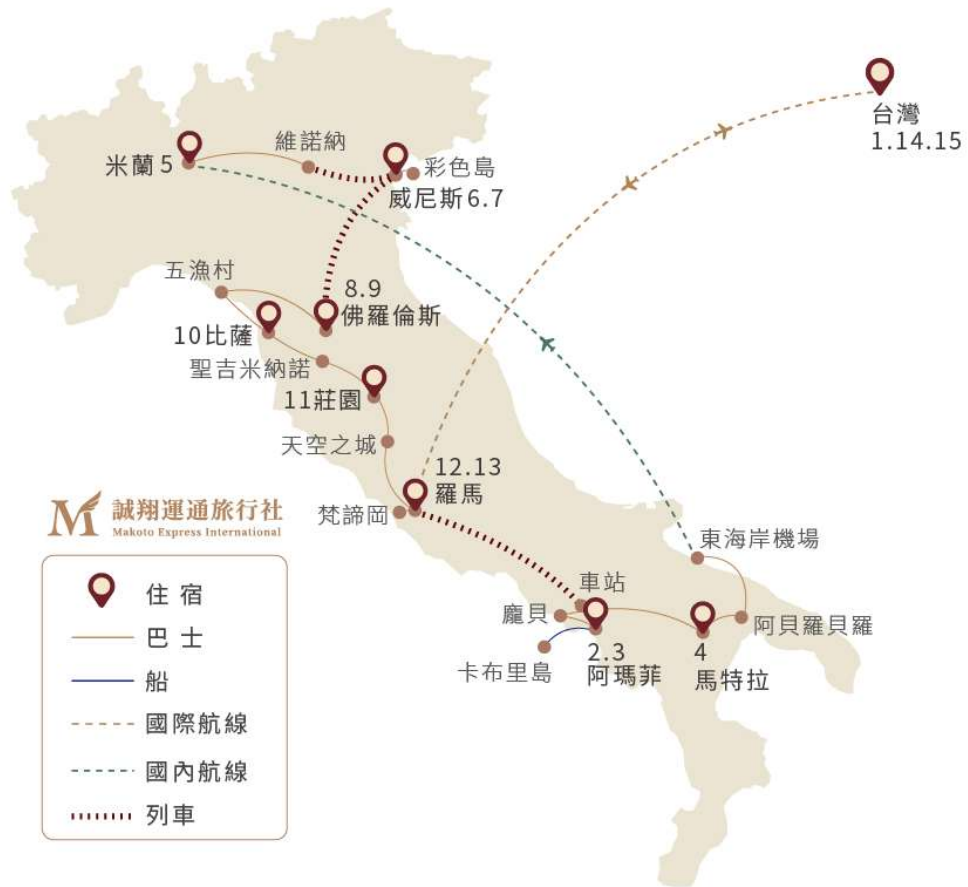 台灣
1.14.15
維諾納
米蘭5
彩色島
威尼斯6.7
五漁村
8.9
佛羅倫斯
10比薩
聖吉米納諾
11莊園
天空之城
12.13
羅馬
梵諦岡
誠翔運通旅行社
Makoto Express International
東海岸機場
車站
龐貝
阿貝羅貝羅
卡布里島
2.3
阿瑪菲
4
馬特拉
住宿
巴士
船
國際航線
國內航線
列車